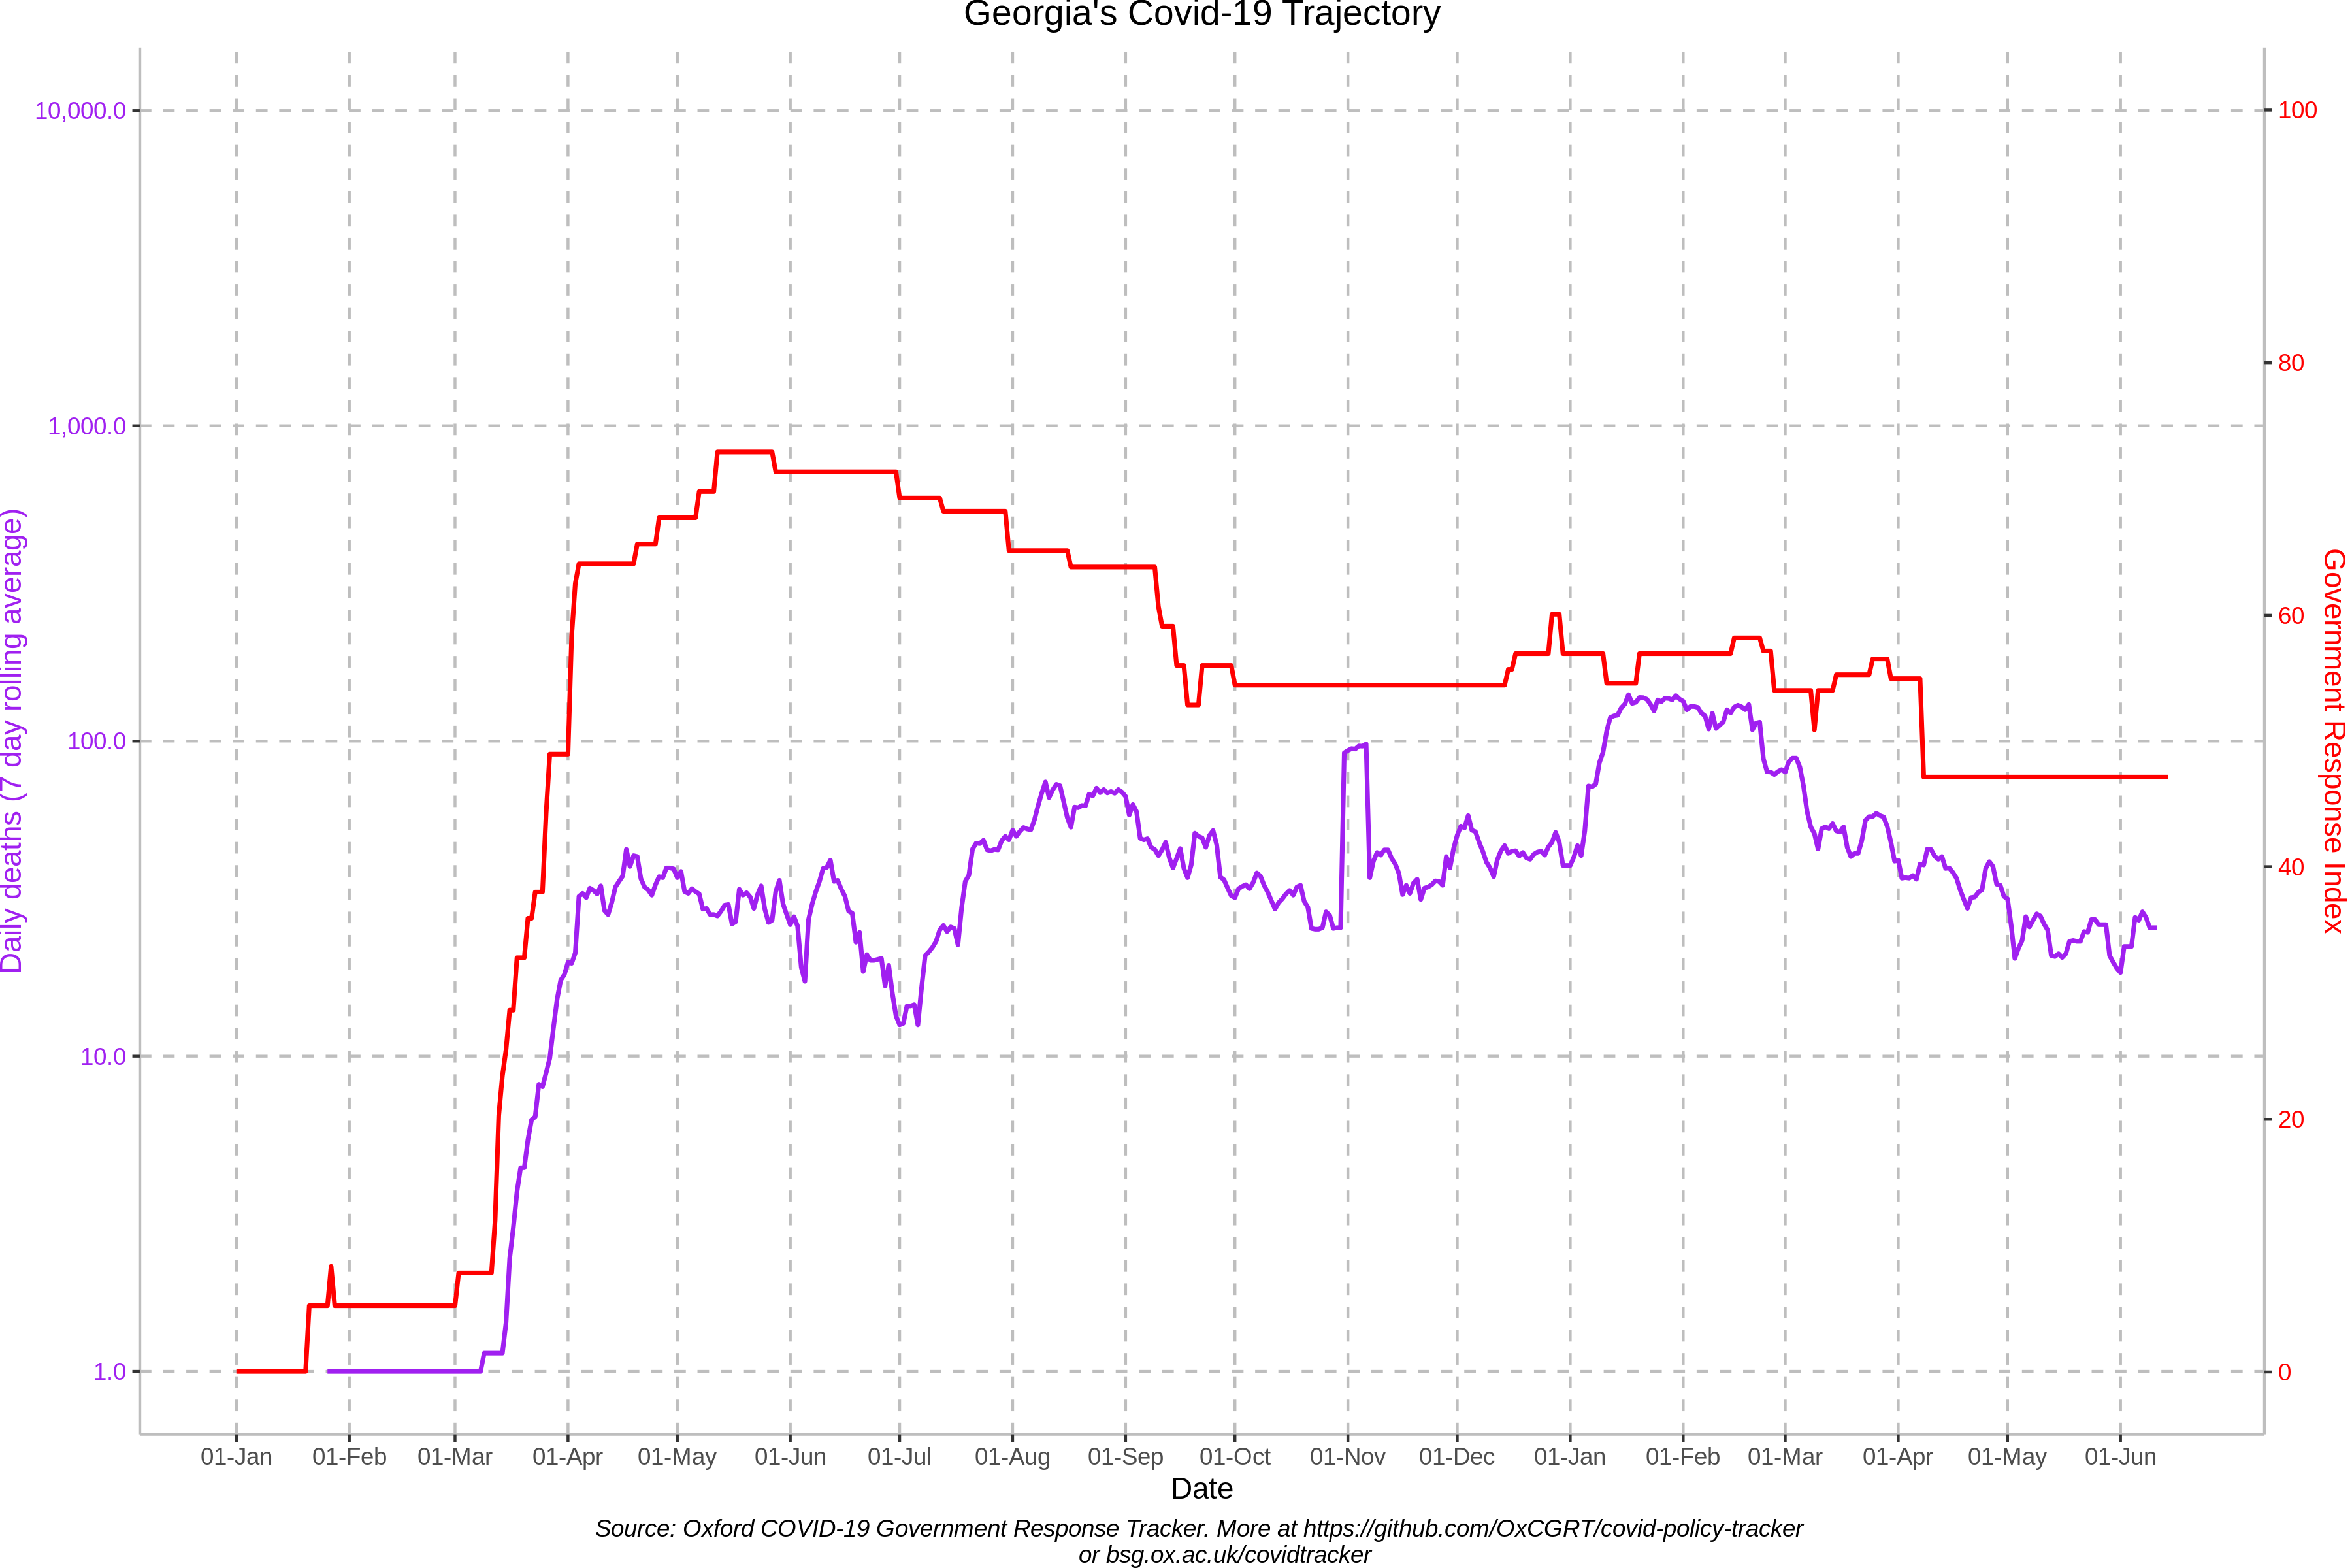 Georgia's Covid-19 Trajectory
10,000.0
1,000.0
100.0
10.0
1.0
Daily deaths (7 day rolling average)
100
80
60
40
20
0
Government Response Index
01-Jan 01-Feb 01-Mar 01-Apr 01-May 01-Jun 01-Jul 01-Aug 01-Sep 01-Oct 01-Nov 01-Dec 01-Jan 01-Feb 01-Mar 01-Apr 01-May 01-Jun
Date
Source: Oxford COVID-19 Government Response Tracker. More at https://github.com/OxCGRT/covid-policy-tracker
or bsg.ox.ac.uk/covidtracker